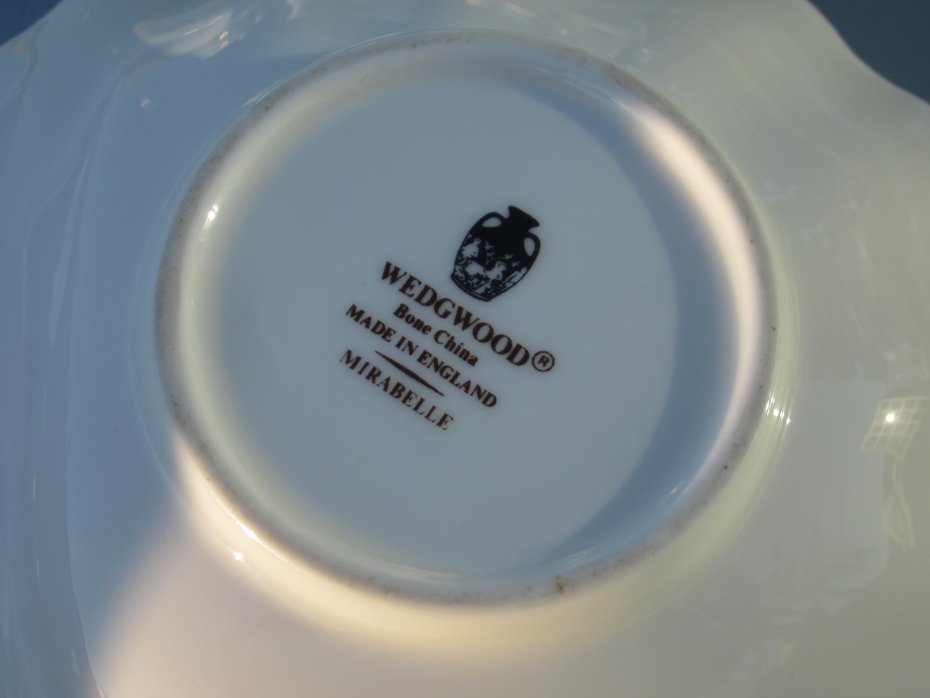 WEDGWOOD®
Bone China
MADE IN ENGLAND
MIRABELLE